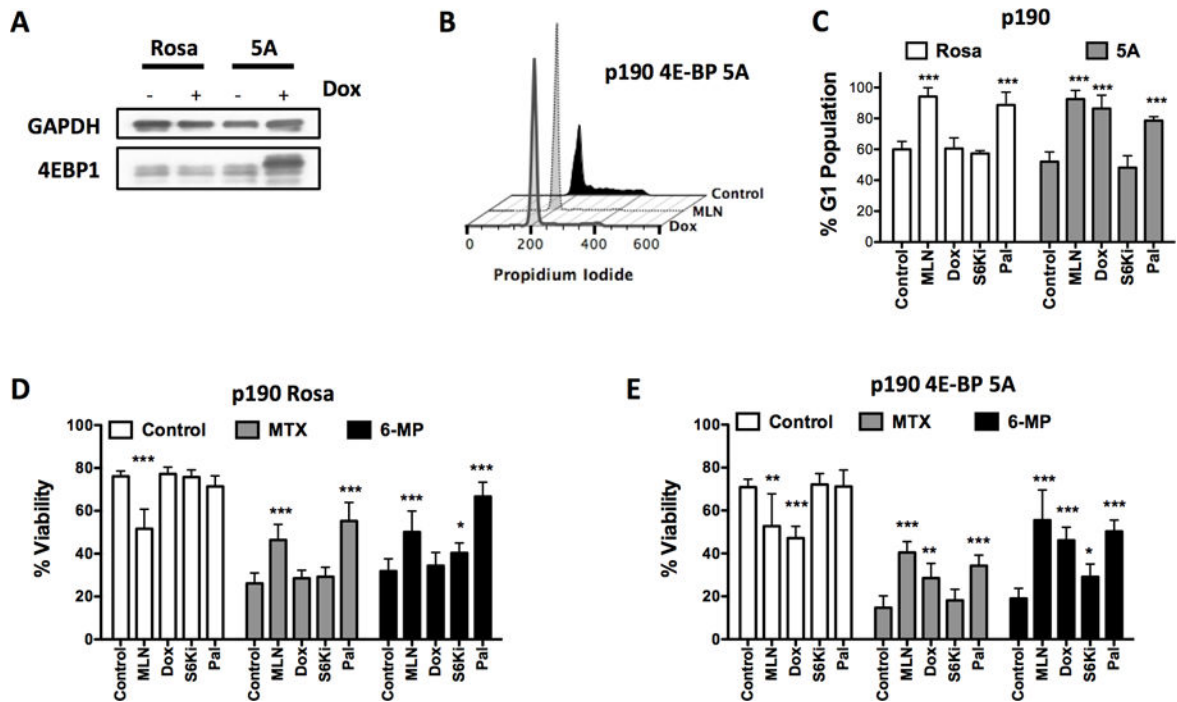 A
Rosa 5A
- + - + Dox
GAPDH
4EBP1
B
p190 4E-BP 5A
Control
MLN
Dox
0 200 400 600
Propidium Iodide
C
p190
Rosa 5A
% G1 Population
100
80
60
40
20
0
*** *** *** *** ***
Control MLN Dox S6Ki Pal Control MLN Dox S6Ki Pal
D
p190 Rosa
Control MTX 6-MP
% Viability
100
80
60
40
20
0
*** *** *** *** * ***
Control MLN Dox S6Ki Pal Control MLN Dox S6Ki Pal Control MLN Dox S6Ki Pal
E
p190 4E-BP 5A
Control MTX 6-MP
% Viability
100
80
60
40
20
0
** *** *** ** *** *** *** * ***
Control MLN Dox S6Ki Pal Control MLN Dox S6Ki Pal Control MLN Dox S6Ki Pal